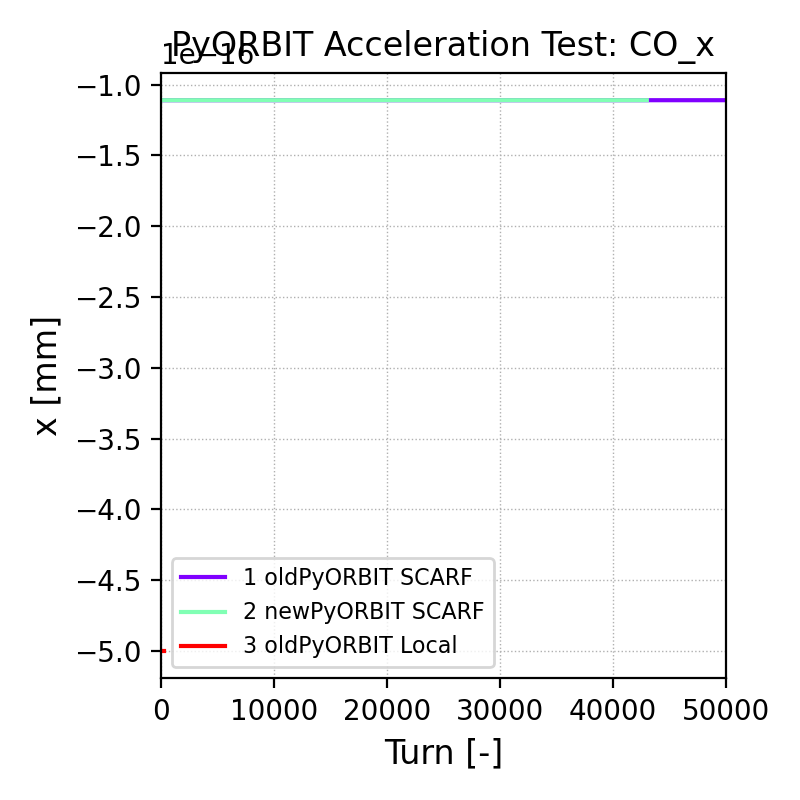 PyORBIT Acceleration Test: CO_x
1e−16
−1.0
−1.5
−2.0
−2.5
−3.0
−3.5
−4.0
−4.5
−5.0
x [mm]
1 oldPyORBIT SCARF
2 newPyORBIT SCARF
3 oldPyORBIT Local
0 10000 20000 30000 40000 50000
Turn [-]